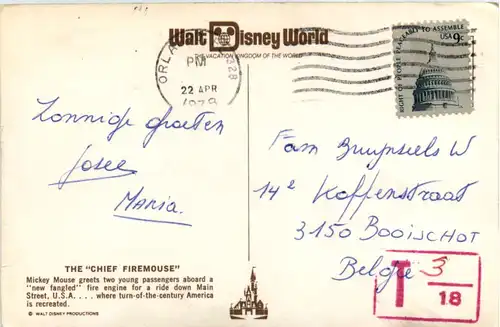 Walt Disney World
THE VACATION KINGDOM OF THE WORLD
PM
22 APR
1978
RIGHT OF PEOPLE PEACEABLY TO ASSEMBLE
USA 9c
Zonnige groeten
Josee
Maria.
Fam Bruynseels W
14e Koffenstraat
3150 BOOISCHOT
Belgie
T 3
18
THE "CHIEF FIREMOUSE"
Mickey Mouse greets two young passengers aboard a
"new fangled" fire engine for a ride down Main
Street, U.S.A. . . . where turn-of-the-century America
is recreated.
© WALT DISNEY PRODUCTIONS